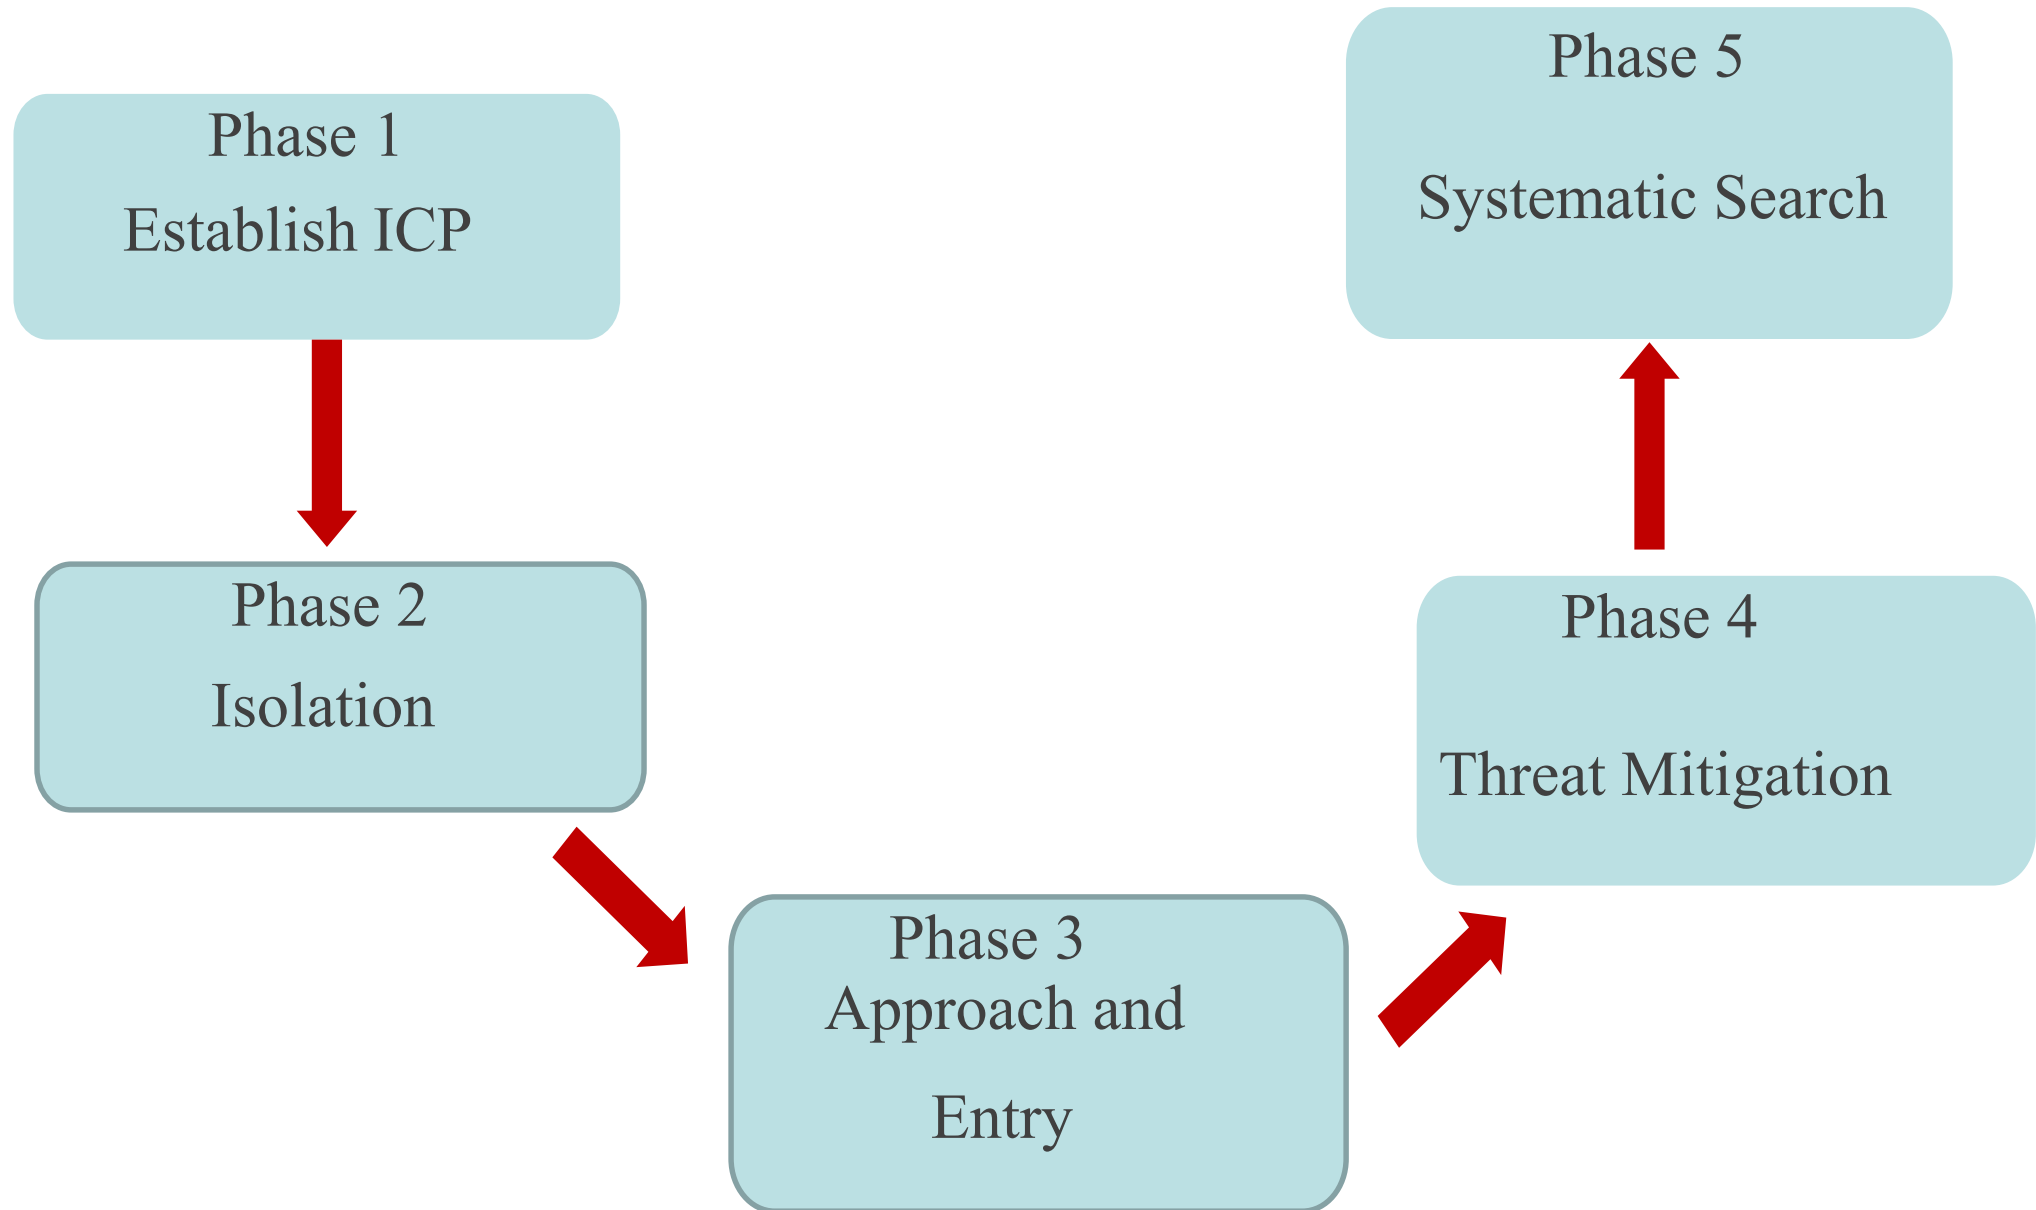 Phase 1
Establish ICP
Phase 2
Isolation
Phase 3
Approach and
Entry
Phase 4
Threat Mitigation
Phase 5
Systematic Search